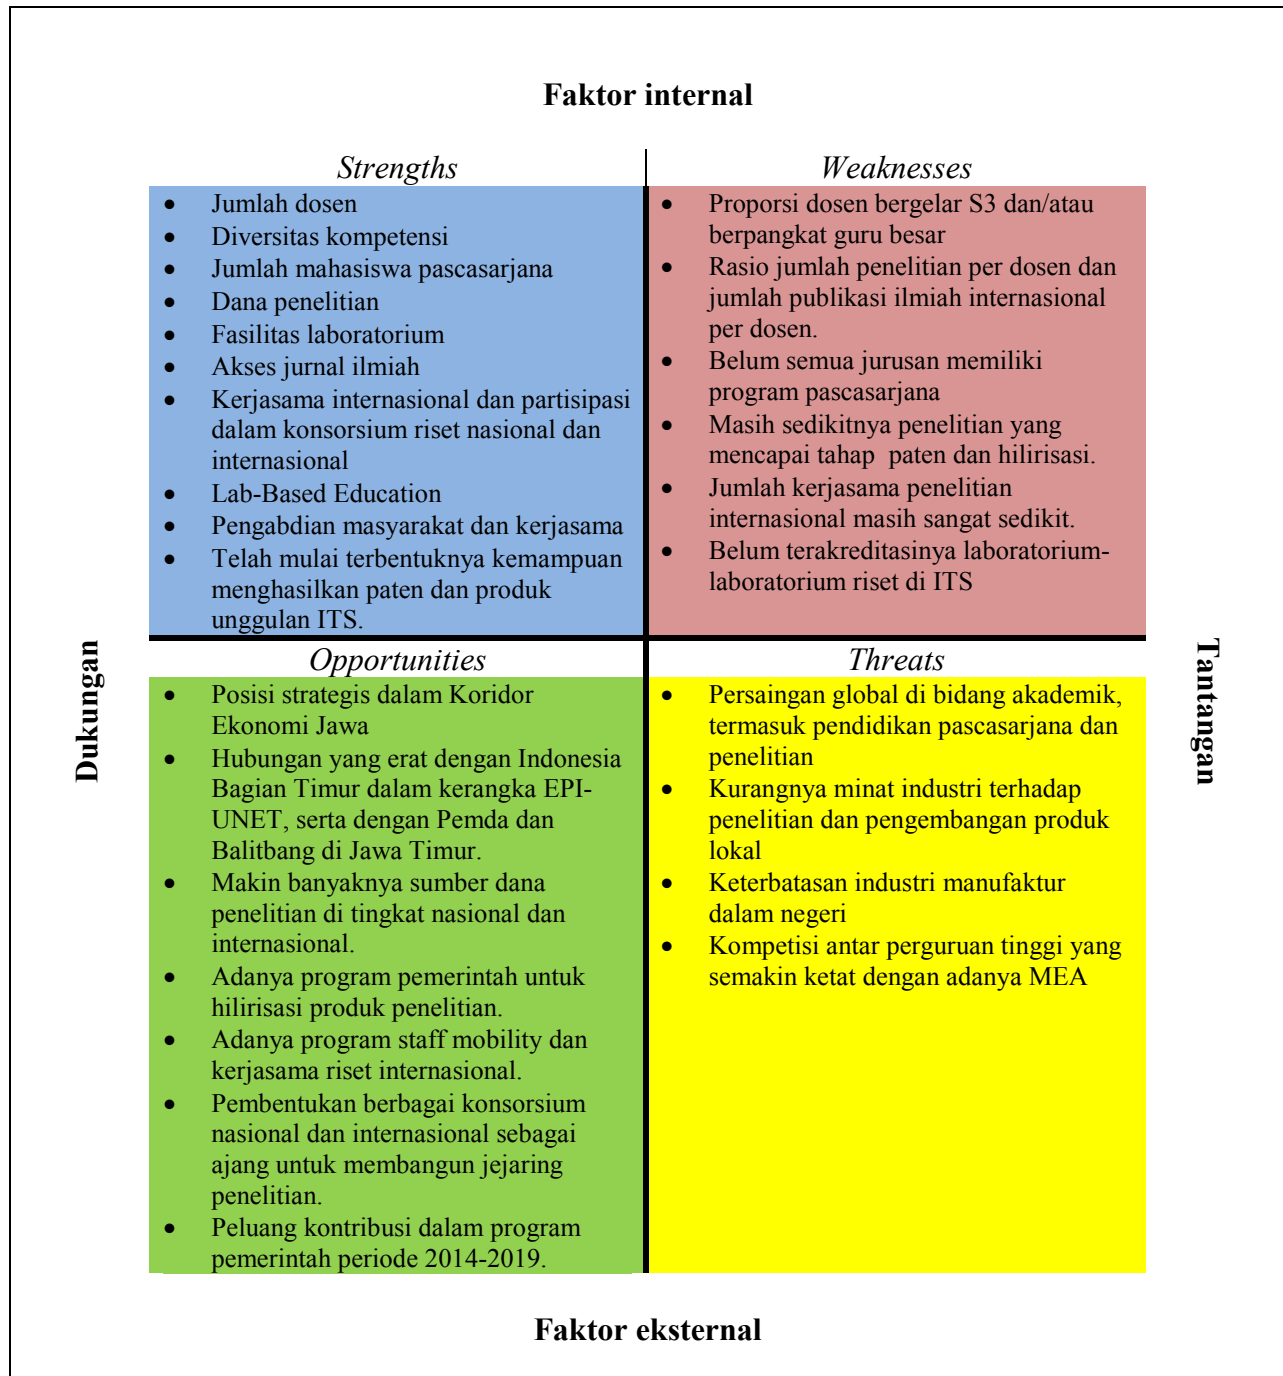 Faktor internal
Strengths
• Jumlah dosen
• Diversitas kompetensi
• Jumlah mahasiswa pascasarjana
• Dana penelitian
• Fasilitas laboratorium
• Akses jurnal ilmiah
• Kerjasama internasional dan partisipasi
dalam konsorsium riset nasional dan
internasional
• Lab-Based Education
• Pengabdian masyarakat dan kerjasama
• Telah mulai terbentuknya kemampuan
menghasilkan paten dan produk
unggulan ITS.
Weaknesses
• Proporsi dosen bergelar S3 dan/atau
berpangkat guru besar
• Rasio jumlah penelitian per dosen dan
jumlah publikasi ilmiah internasional
per dosen.
• Belum semua jurusan memiliki
program pascasarjana
• Masih sedikitnya penelitian yang
mencapai tahap  paten dan hilirisasi.
• Jumlah kerjasama penelitian
internasional masih sangat sedikit.
• Belum terakreditasinya laboratorium-
laboratorium riset di ITS
Dukungan
Opportunities
• Posisi strategis dalam Koridor
Ekonomi Jawa
• Hubungan yang erat dengan Indonesia
Bagian Timur dalam kerangka EPI-
UNET, serta dengan Pemda dan
Balitbang di Jawa Timur.
• Makin banyaknya sumber dana
penelitian di tingkat nasional dan
internasional.
• Adanya program pemerintah untuk
hilirisasi produk penelitian.
• Adanya program staff mobility dan
kerjasama riset internasional.
• Pembentukan berbagai konsorsium
nasional dan internasional sebagai
ajang untuk membangun jejaring
penelitian.
• Peluang kontribusi dalam program
pemerintah periode 2014-2019.
Threats
• Persaingan global di bidang akademik,
termasuk pendidikan pascasarjana dan
penelitian
• Kurangnya minat industri terhadap
penelitian dan pengembangan produk
lokal
• Keterbatasan industri manufaktur
dalam negeri
• Kompetisi antar perguruan tinggi yang
semakin ketat dengan adanya MEA
Tantangan
Faktor eksternal